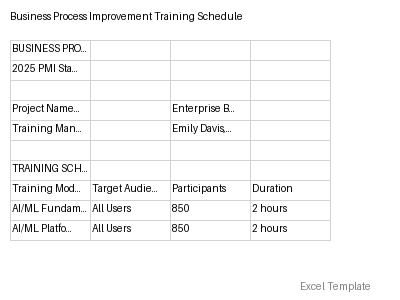 Business Process Improvement Training Schedule
BUSINESS PRO...
2025 PMI Sta...
Project Name... Enterprise B...
Training Man... Emily Davis,...
TRAINING SCH...
Training Mod... Target Audie... Participants Duration
AI/ML Fundam... All Users 850 2 hours
AI/ML Platfo... All Users 850 2 hours
Excel Template